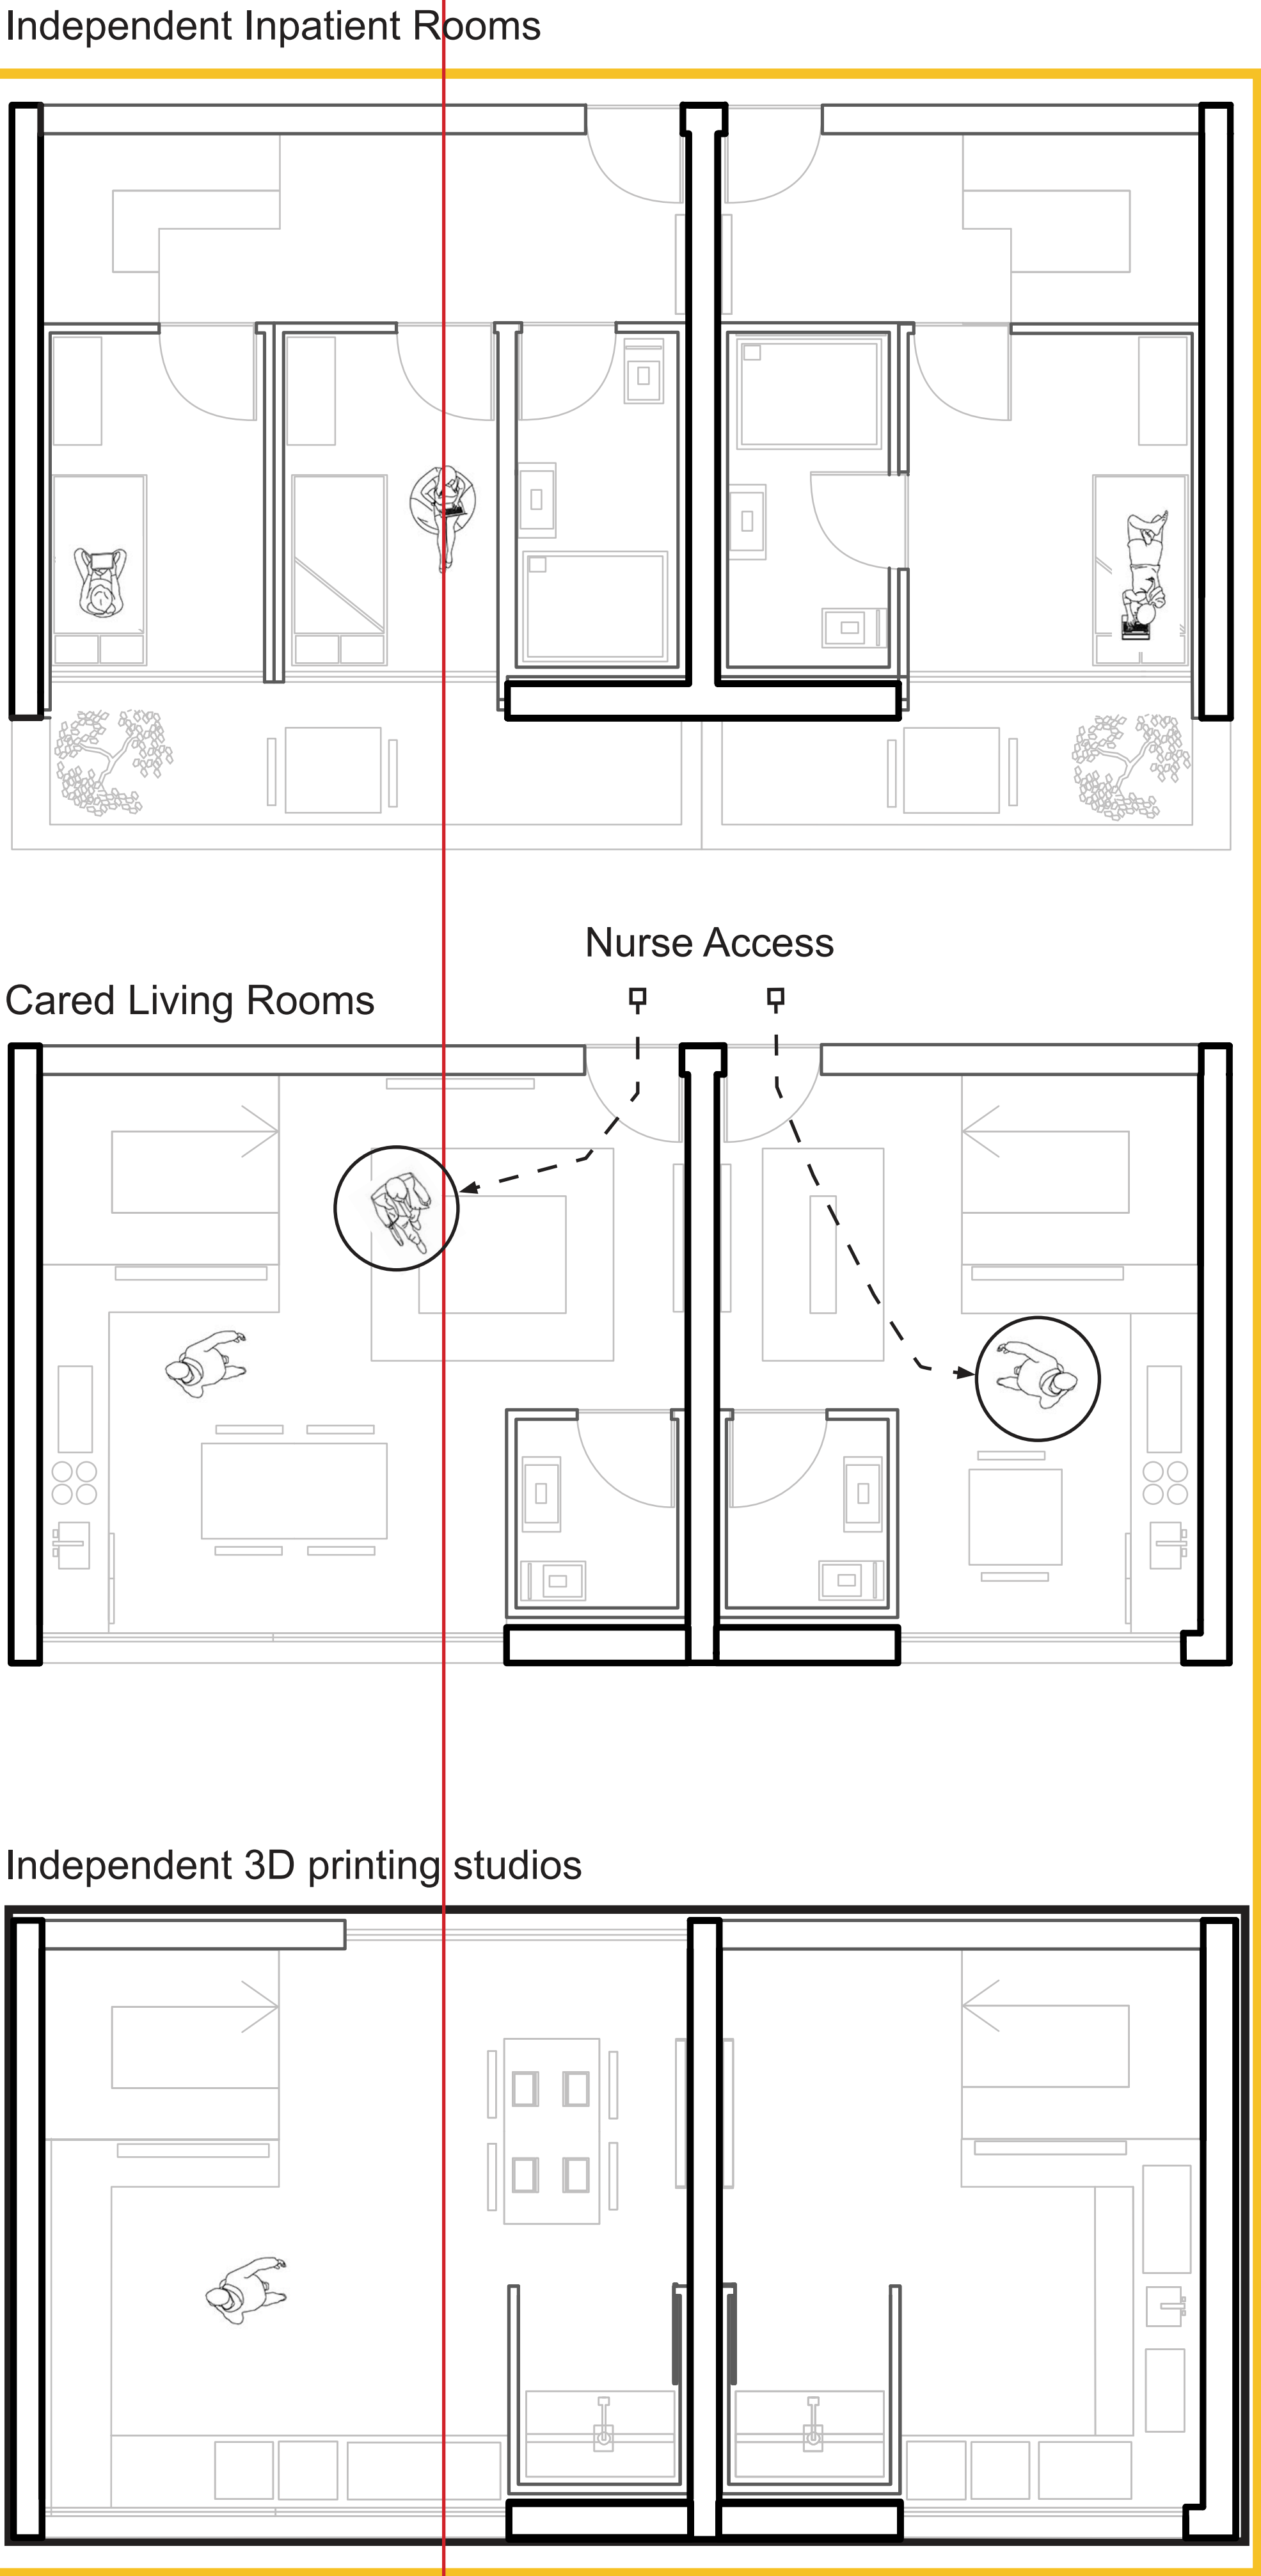 Independent Inpatient Rooms
Nurse Access
Cared Living Rooms
Independent 3D printing studios